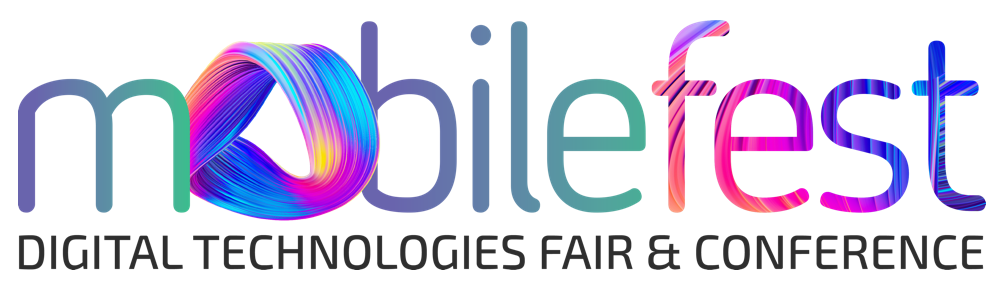 mobilefest
DIGITAL TECHNOLOGIES FAIR & CONFERENCE